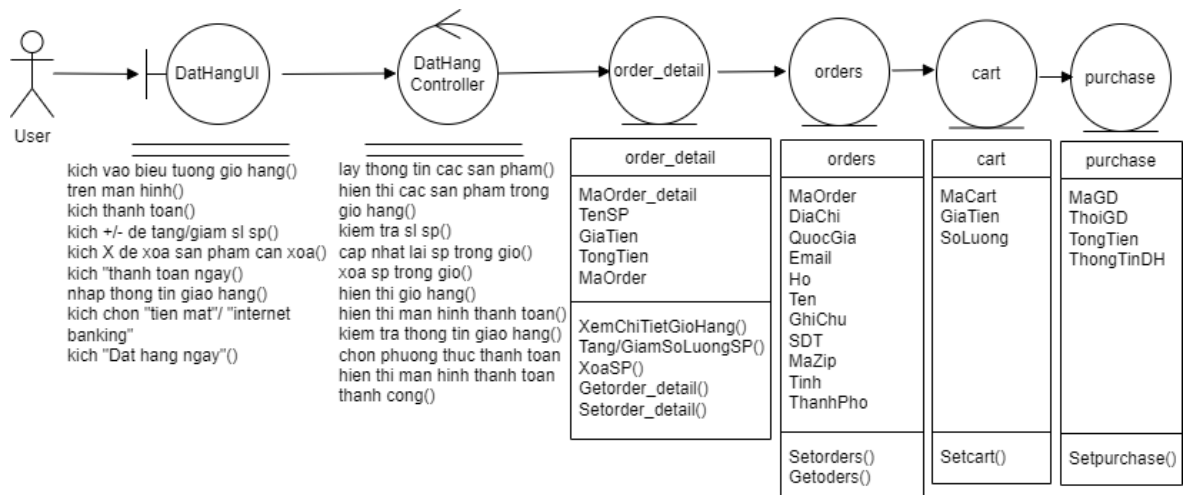 User
DatHangUI
DatHang
Controller
order_detail
orders
cart
purchase
kich vao bieu tuong gio hang()
tren man hinh()
kich thanh toan()
kich +/- de tang/giam sl sp()
kich X de xoa san pham can xoa()
kich "thanh toan ngay()
nhap thong tin giao hang()
kich chon "tien mat"/ "internet
banking"
kich "Dat hang ngay"()
lay thong tin cac san pham()
hien thi cac san pham trong
gio hang()
kiem tra sl sp()
cap nhat lai sp trong gio()
xoa sp trong gio()
hien thi gio hang()
hien thi man hinh thanh toan()
kiem tra thong tin giao hang()
chon phuong thuc thanh toan
hien thi man hinh thanh toan
thanh cong()
order_detail
MaOrder_detail
TenSP
GiaTien
TongTien
MaOrder
XemChiTietGioHang()
Tang/GiamSoLuongSP()
XoaSP()
Getorder_detail()
Setorder_detail()
orders
MaOrder
DiaChi
QuocGia
Email
Ho
Ten
GhiChu
SDT
MaZip
Tinh
ThanhPho
Setorders()
Getoders()
cart
MaCart
GiaTien
SoLuong
Setcart()
purchase
MaGD
ThoiGD
TongTien
ThongTinDH
Setpurchase()